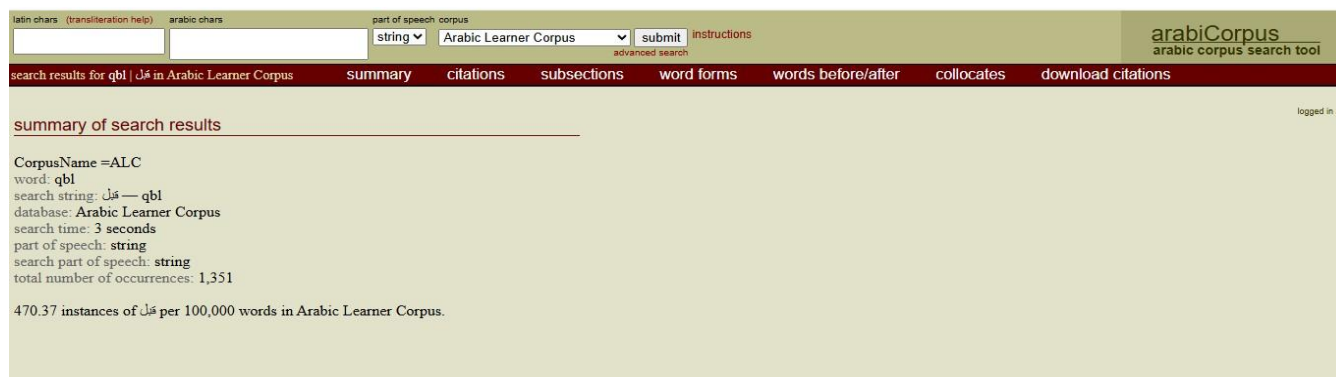 latin chars (transliteration help) arabic chars part of speech corpus
string Arabic Learner Corpus submit instructions
advanced search
arabiCorpus
arabic corpus search tool
search results for qbl | قبل in Arabic Learner Corpus summary citations subsections word forms words before/after collocates download citations
logged in
summary of search results
CorpusName =ALC
word: qbl
search string: قبل — qbl
database: Arabic Learner Corpus
search time: 3 seconds
part of speech: string
search part of speech: string
total number of occurrences: 1,351
470.37 instances of قبل per 100,000 words in Arabic Learner Corpus.